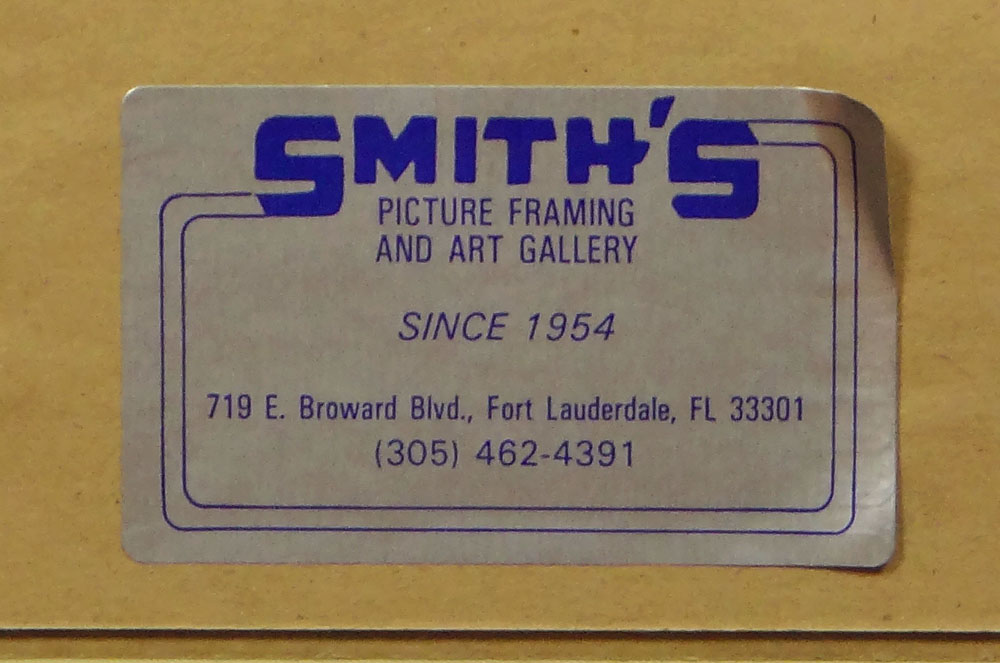 SMITH'S
PICTURE FRAMING
AND ART GALLERY
SINCE 1954
719 E. Broward Blvd., Fort Lauderdale, FL 33301
(305) 462-4391